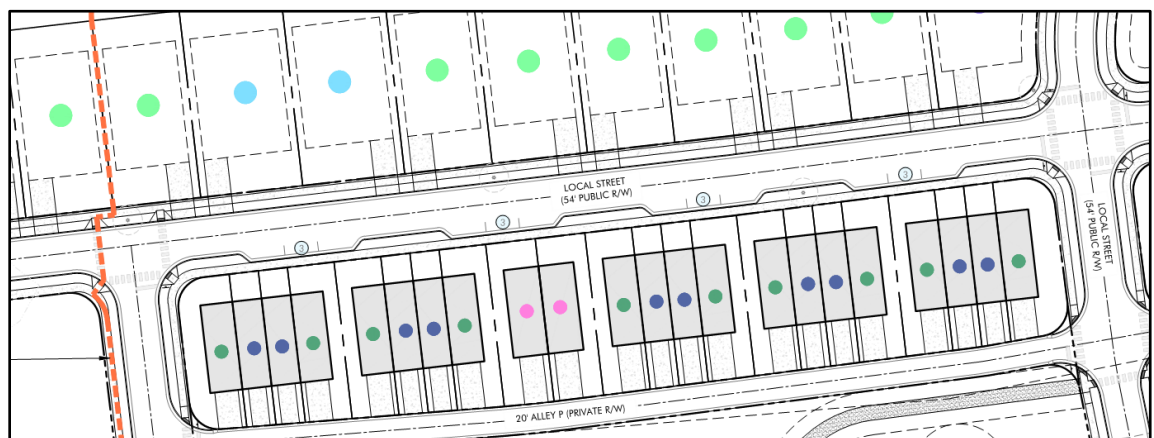 LOCAL STREET
(54' PUBLIC R/W)
3
3
3
3
LOCAL STREET
(54' PUBLIC R/W)
20' ALLEY P (PRIVATE R/W)